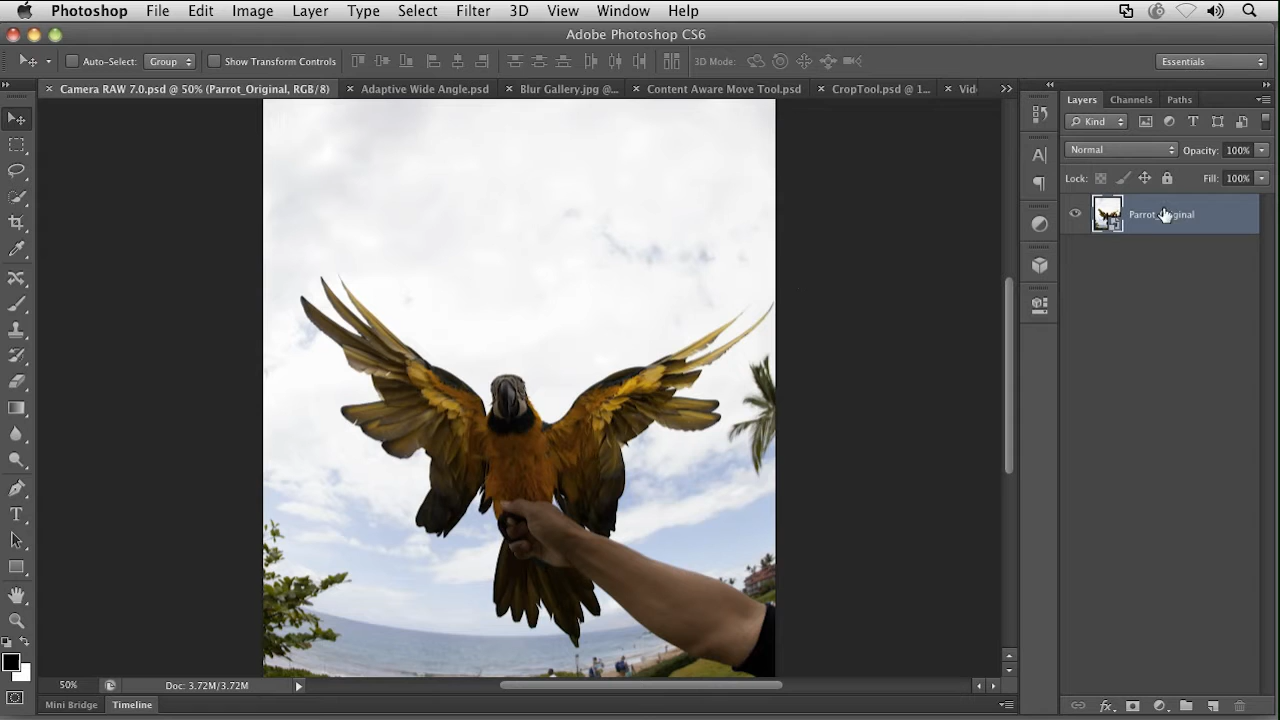 Photoshop File Edit Image Layer Type Select Filter 3D View Window Help
Adobe Photoshop CS6
Auto-Select: Group Show Transform Controls 3D Mode: Essentials
Camera RAW 7.0.psd @ 50% (Parrot_Original, RGB/8) Adaptive Wide Angle.psd Blur Gallery.jpg @... Content Aware Move Tool.psd CropTool.psd @ 1... Vid
Layers Channels Paths
Kind
Normal Opacity: 100%
Lock: Fill: 100%
Parrot_Original
50% Doc: 3.72M/3.72M
Mini Bridge Timeline